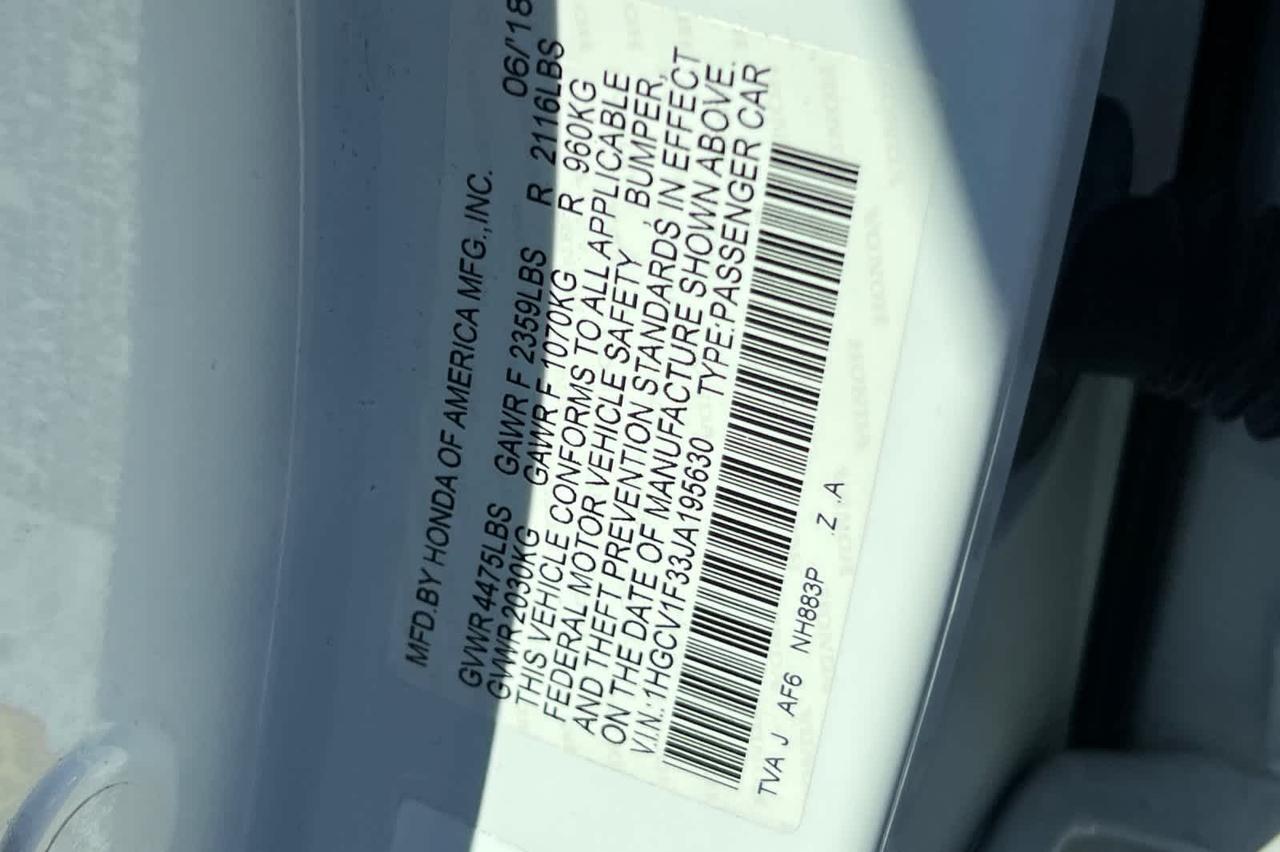 MFD.BY HONDA OF AMERICA MFG.,INC. 06/'18
GVWR 4475LBS GAWR F 2359LBS R 2116LBS
GVWR 2030KG GAWR F 1070KG R 960KG
THIS VEHICLE CONFORMS TO ALL APPLICABLE
FEDERAL MOTOR VEHICLE SAFETY , BUMPER,
AND THEFT PREVENTION STANDARDS IN EFFECT
ON THE DATE OF MANUFACTURE SHOWN ABOVE.
V.I.N.:1HGCV1F33JA195630 TYPE:PASSENGER CAR
TVA J AF6 NH883P .Z .A